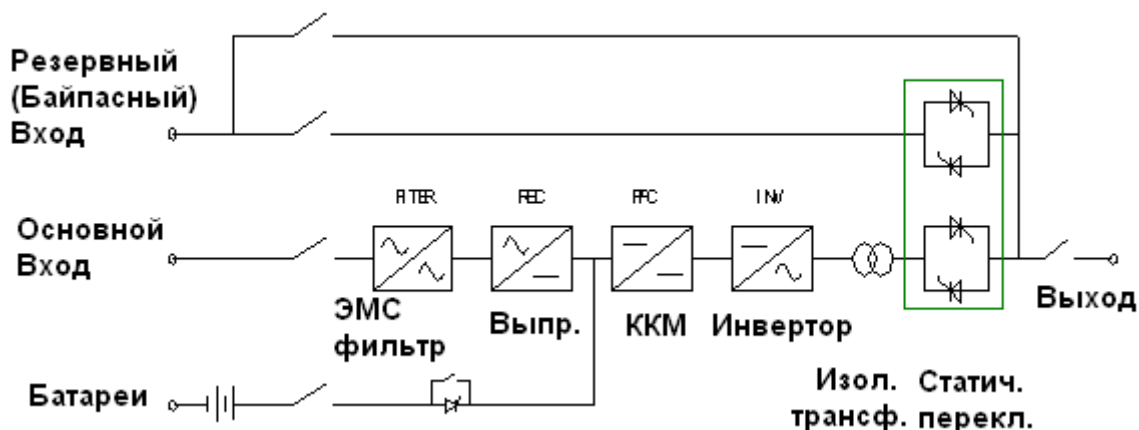 Резервный
(Байпасный)
Вход
FITER
REC
PFC
INV
Основной
Вход
ЭМС
фильтр
Выпр.
ККМ
Инвертор
Выход
Батареи
Изол.
трансф.
Статич.
перекл.